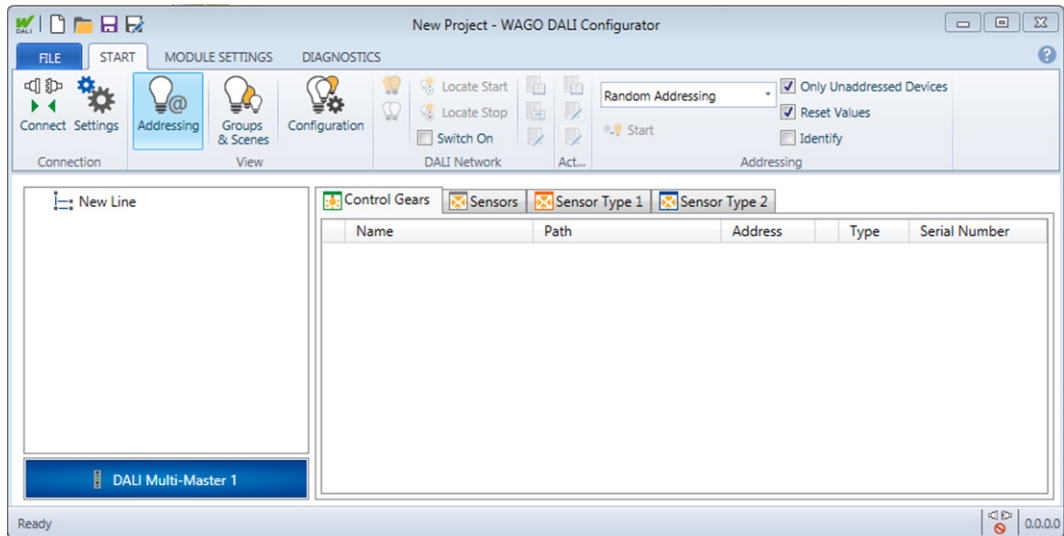 DALI
New Project - WAGO DALI Configurator
FILE START MODULE SETTINGS DIAGNOSTICS
Connect Settings Addressing Groups & Scenes Configuration
Locate Start
Locate Stop
Switch On
Random Addressing
Start
Only Unaddressed Devices
Reset Values
Identify
Connection View DALI Network Act... Addressing
New Line
Control Gears Sensors Sensor Type 1 Sensor Type 2
Name Path Address Type Serial Number
DALI Multi-Master 1
Ready 0.0.0.0